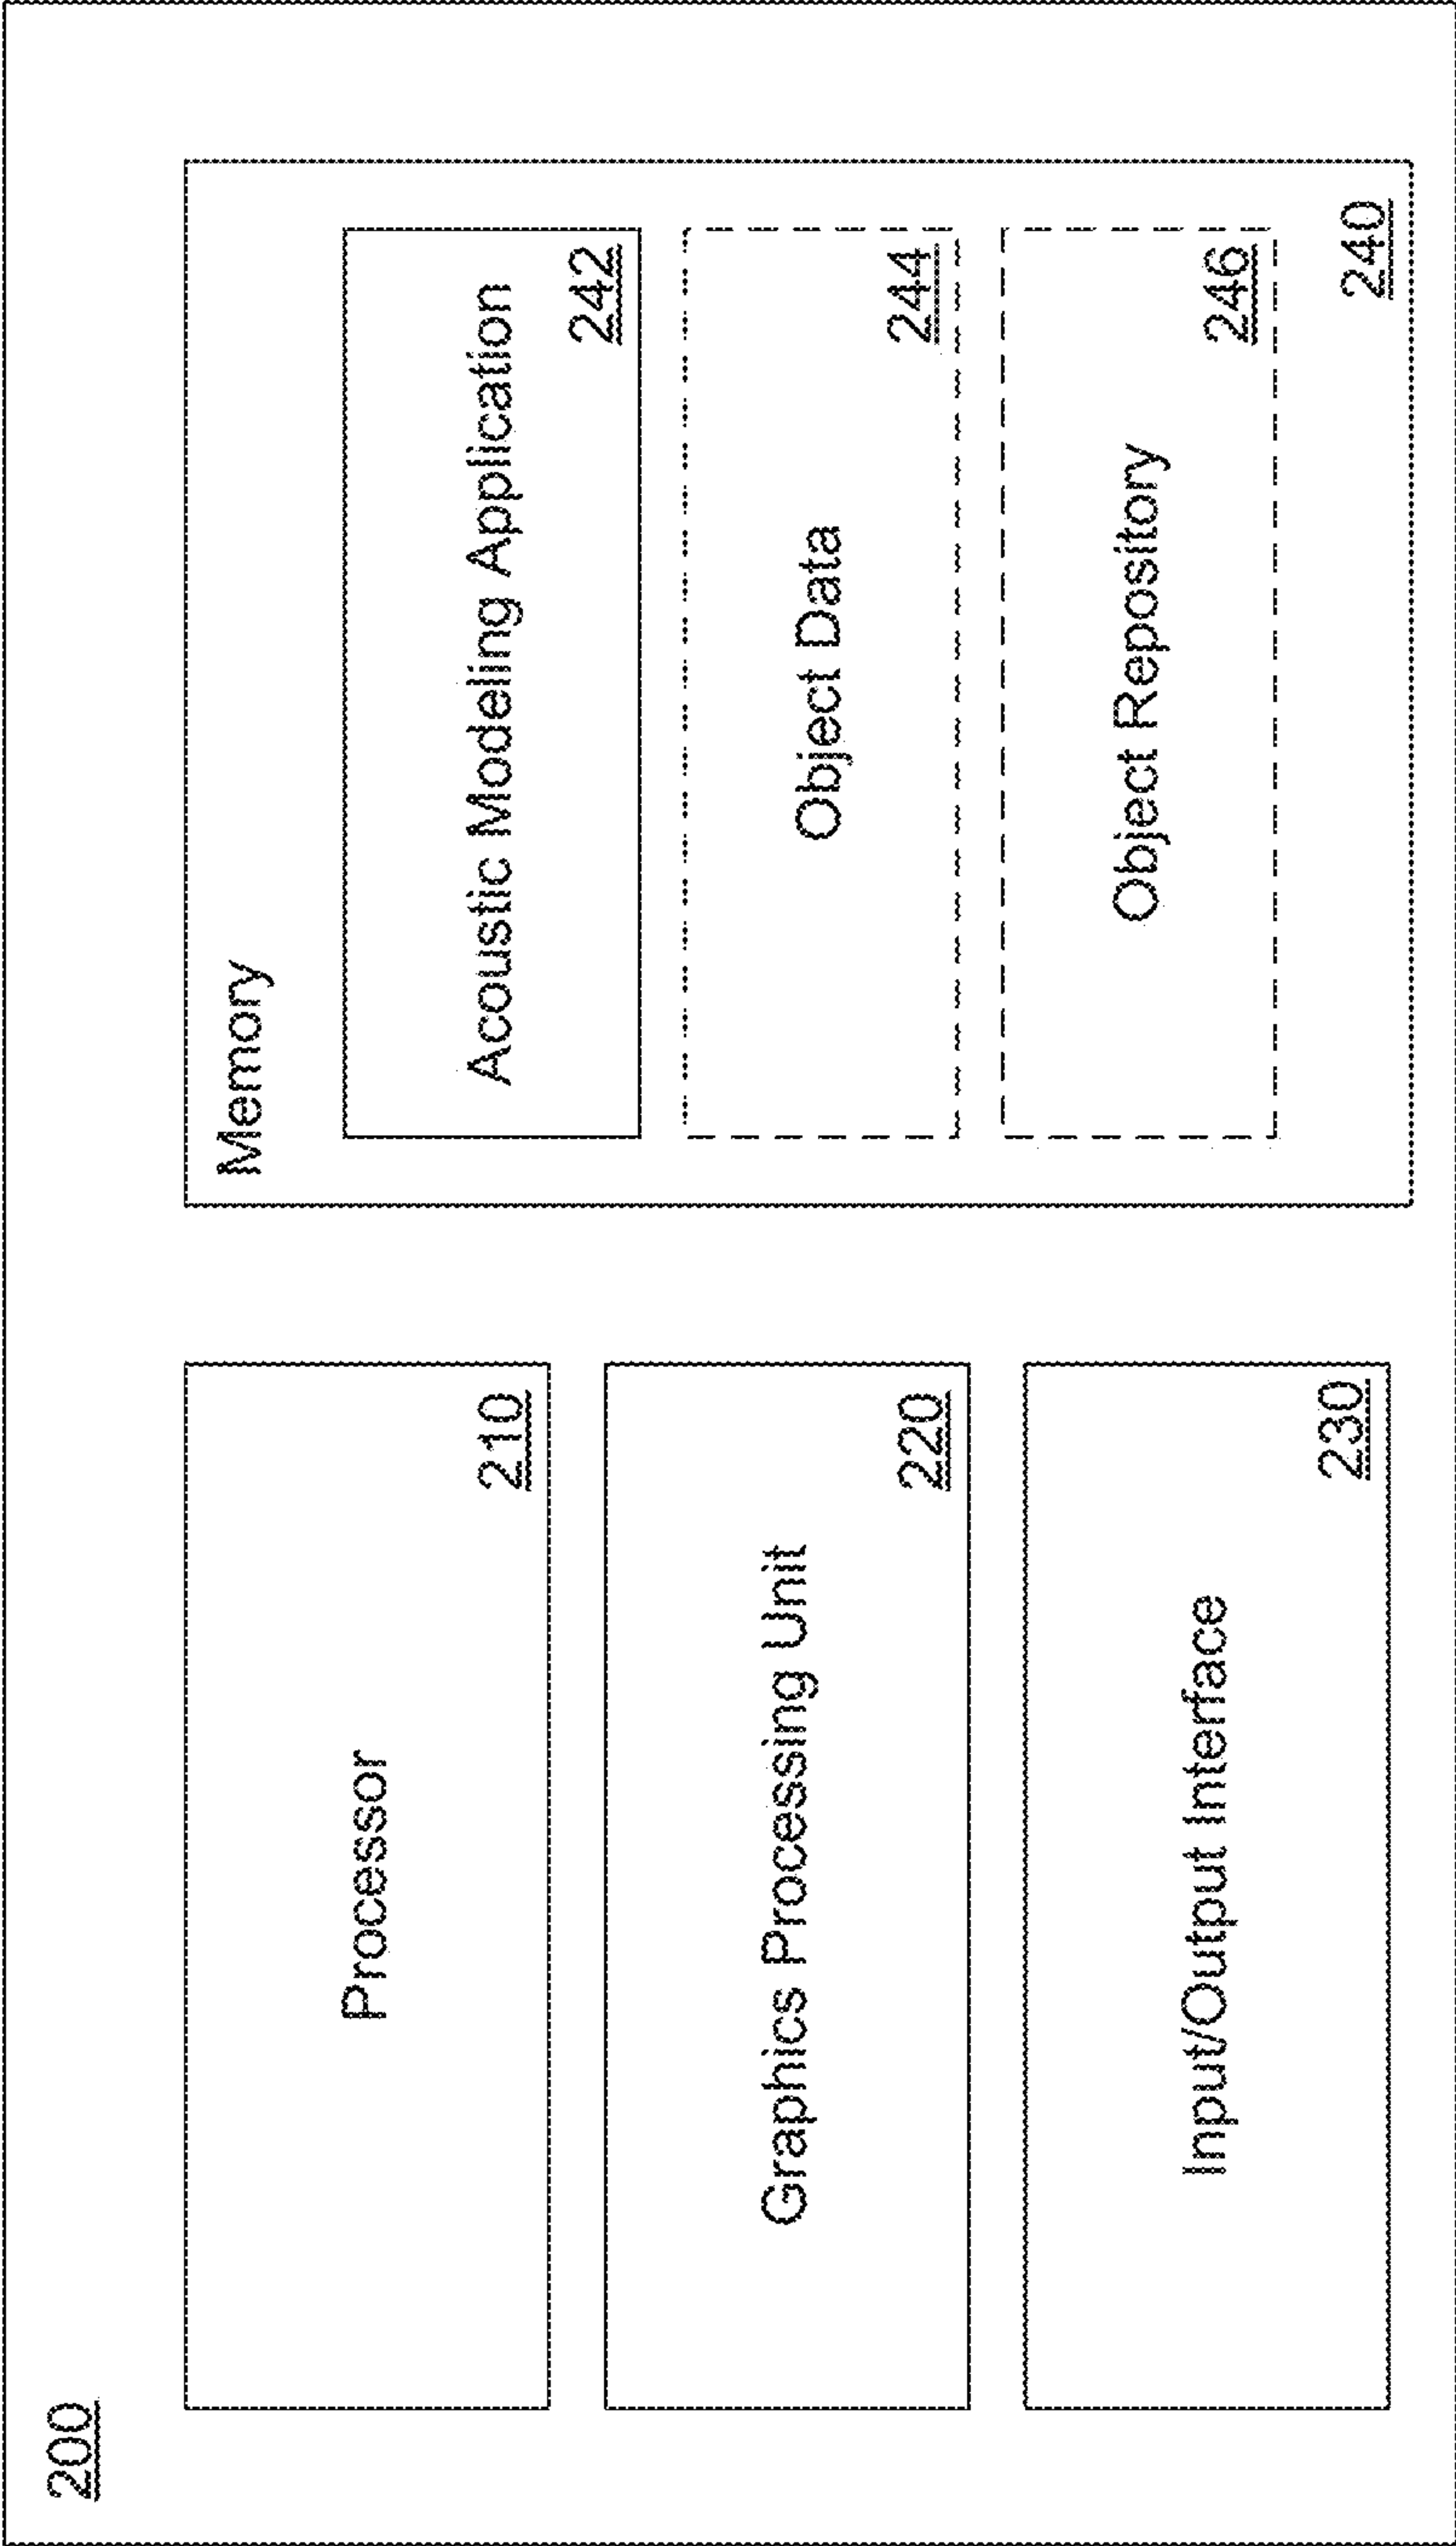 200
Processor
210
Graphics Processing Unit
220
Input/Output Interface
230
Memory
Acoustic Modeling Application
242
Object Data
244
Object Repository
246
240